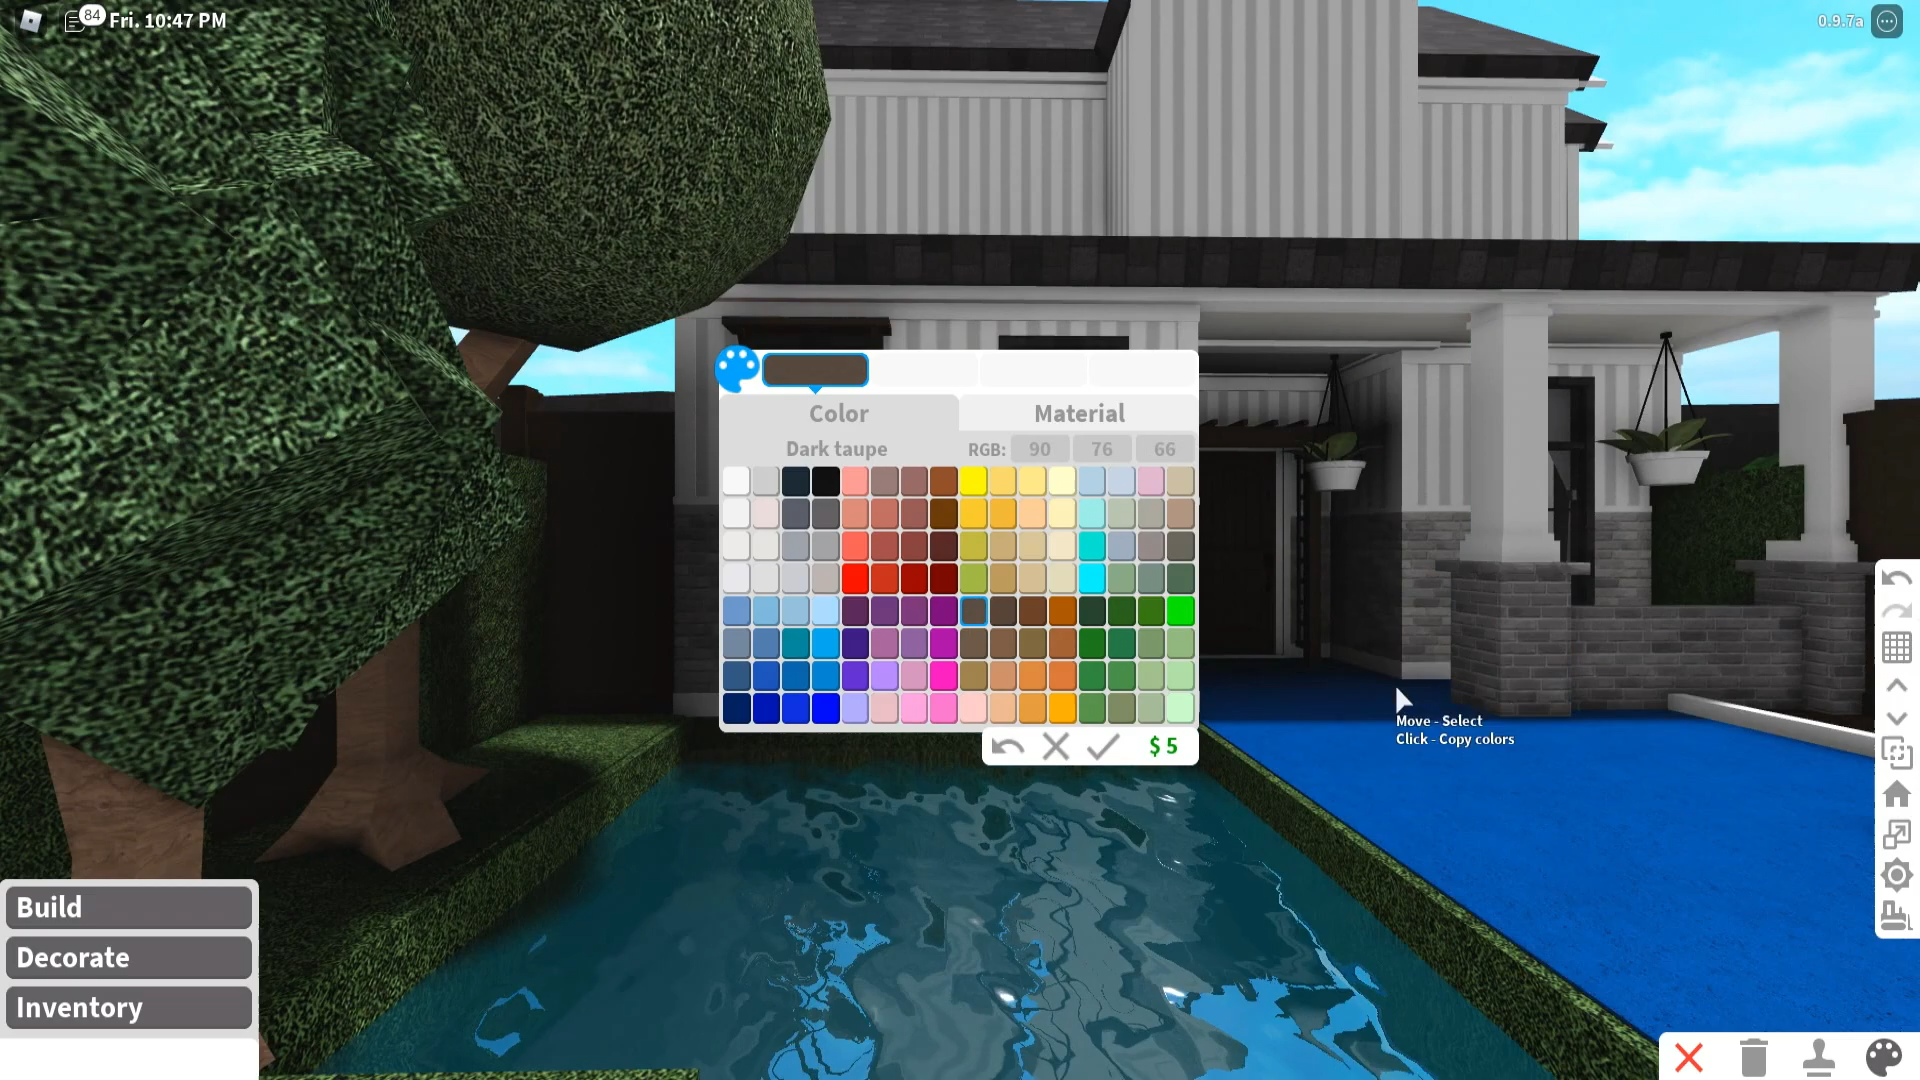 84
Fri. 10:47 PM
0.9.7a
Color
Material
Dark taupe
RGB: 90 76 66
$ 5
Move - Select
Click - Copy colors
Build
Decorate
Inventory